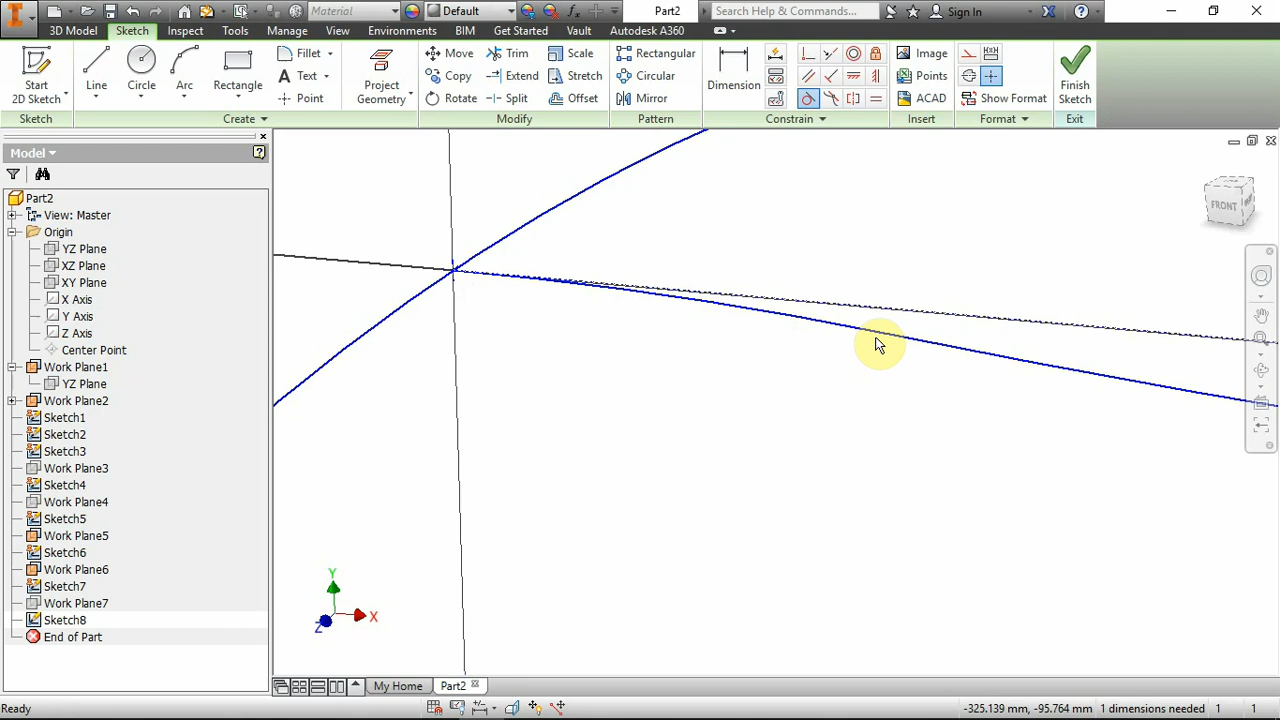 Material
Default
Part2
Search Help & Commands...
Sign In
3D Model Sketch Inspect Tools Manage View Environments BIM Get Started Vault Autodesk A360
Start 2D Sketch
Line
Circle
Arc
Rectangle
Fillet
Text
Point
Project Geometry
Move
Copy
Rotate
Trim
Extend
Split
Scale
Stretch
Offset
Rectangular
Circular
Mirror
Dimension
Image
Points
ACAD
Show Format
Finish Sketch
Sketch
Create
Modify
Pattern
Constrain
Insert
Format
Exit
Model
Part2
View: Master
Origin
YZ Plane
XZ Plane
XY Plane
X Axis
Y Axis
Z Axis
Center Point
Work Plane1
YZ Plane
Work Plane2
Sketch1
Sketch2
Sketch3
Work Plane3
Sketch4
Work Plane4
Sketch5
Work Plane5
Sketch6
Work Plane6
Sketch7
Work Plane7
Sketch8
End of Part
FRONT
Y
X
Z
My Home
Part2
Ready
-325.139 mm, -95.764 mm
1 dimensions needed
1
1